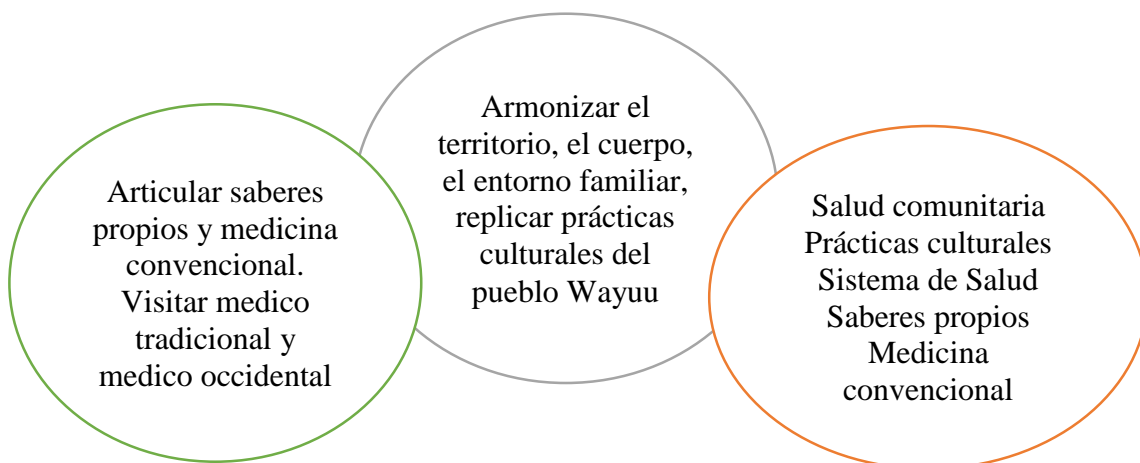 Articular saberes
propios y medicina
convencional.
Visitar medico
tradicional y
medico occidental
Armonizar el
territorio, el cuerpo,
el entorno familiar,
replicar prácticas
culturales del
pueblo Wayuu
Salud comunitaria
Prácticas culturales
Sistema de Salud
Saberes propios
Medicina
convencional